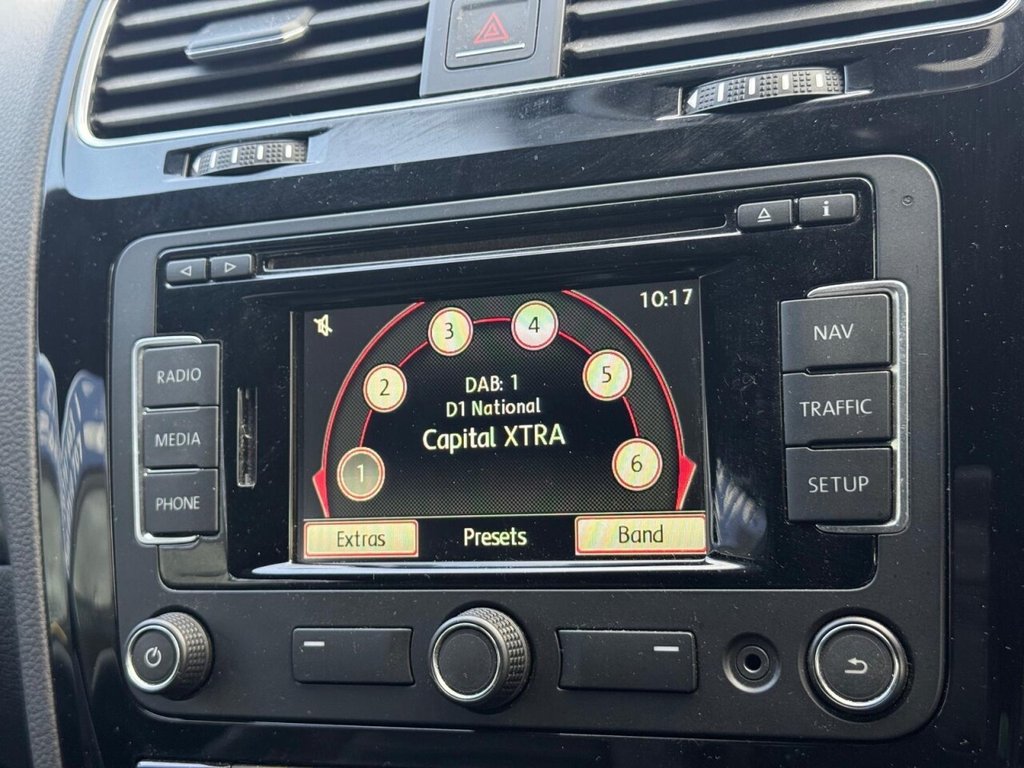 10:17
3
4
2
5
DAB: 1
D1 National
Capital XTRA
1
6
Extras
Presets
Band
RADIO
MEDIA
PHONE
i
NAV
TRAFFIC
SETUP